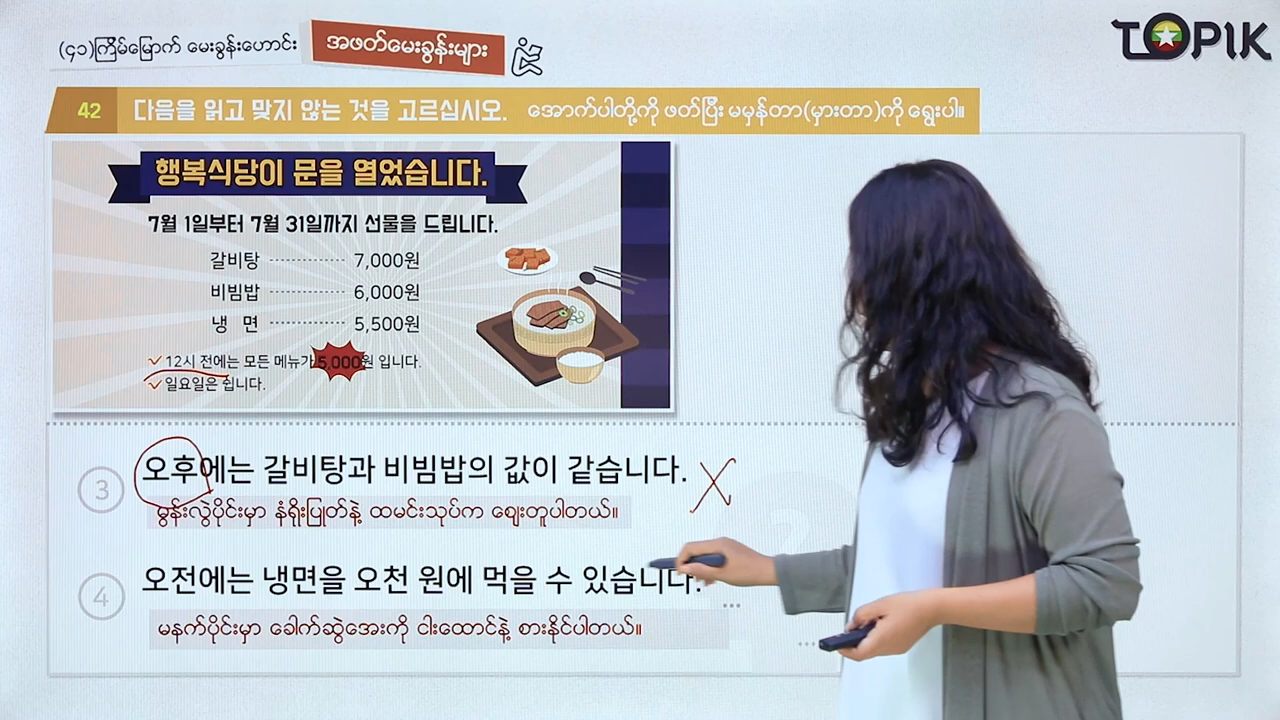 (၄၁)ကြိမ်မြောက် မေးခွန်းဟောင်း အဖတ်မေးခွန်းများ
TOPIK
42 다음을 읽고 맞지 않는 것을 고르십시오. အောက်ပါတို့ကို ဖတ်ပြီး မမှန်တာ(မှားတာ)ကို ရွေးပါ။
행복식당이 문을 열었습니다.
7월 1일부터 7월 31일까지 선물을 드립니다.
갈비탕 7,000원
비빔밥 6,000원
냉 면 5,500원
12시 전에는 모든 메뉴가 5,000원 입니다.
일요일은 쉽니다.
3 오후에는 갈비탕과 비빔밥의 값이 같습니다.
မွန်းလွဲပိုင်းမှာ နံရိုးပြုတ်နဲ့ ထမင်းသုပ်က ဈေးတူပါတယ်။
4 오전에는 냉면을 오천 원에 먹을 수 있습니다.
မနက်ပိုင်းမှာ ခေါက်ဆွဲအေးကို ငါးထောင်နဲ့ စားနိုင်ပါတယ်။